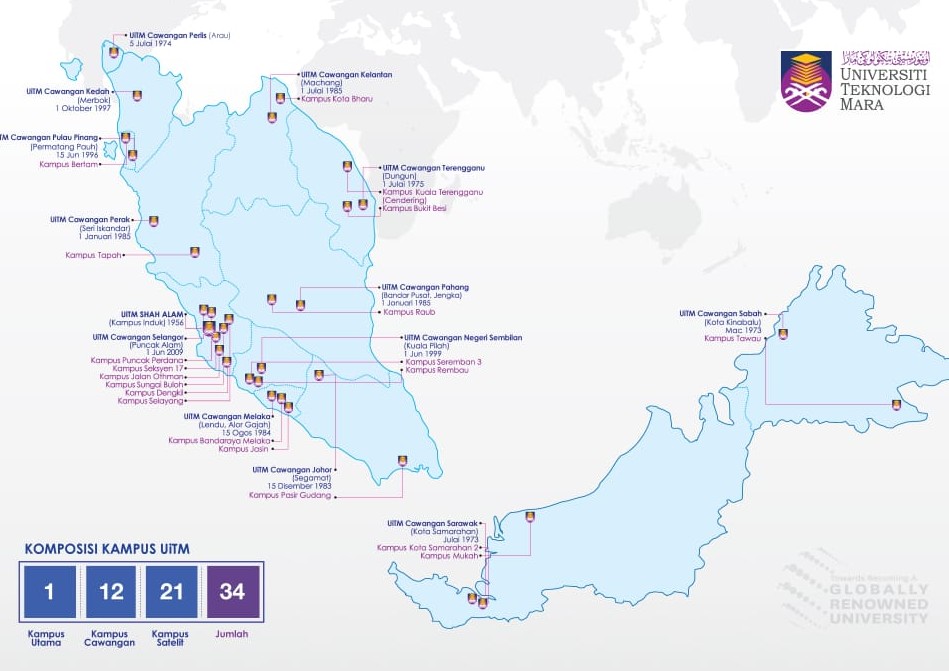 UiTM Cawangan Perlis (Arau)
5 Julai 1974
UiTM Cawangan Kedah
(Merbok)
1 Oktober 1997
TM Cawangan Pulau Pinang
(Permatang Pauh)
15 Jun 1996
Kampus Bertam
UiTM Cawangan Perak
(Seri Iskandar)
1 Januari 1985
Kampus Tapah
UiTM SHAH ALAM
(Kampus Induk) 1956
UiTM Cawangan Selangor
(Puncak Alam)
1 Jun 2009
Kampus Puncak Perdana
Kampus Seksyen 17
Kampus Jalan Othman
Kampus Sungai Buloh
Kampus Dengkil
Kampus Selayang
UiTM Cawangan Melaka
(Lendu, Alor Gajah)
15 Ogos 1984
Kampus Bandaraya Melaka
Kampus Jasin
UiTM Cawangan Johor
(Segamat)
15 Disember 1983
Kampus Pasir Gudang
UiTM Cawangan Kelantan
(Machang)
1 Julai 1985
Kampus Kota Bharu
UiTM Cawangan Terengganu
(Dungun)
1 Julai 1975
Kampus Kuala Terengganu
(Cendering)
Kampus Bukit Besi
UiTM Cawangan Pahang
(Bandar Pusat, Jengka)
1 Januari 1985
Kampus Raub
UiTM Cawangan Negeri Sembilan
(Kuala Pilah)
1 Jun 1999
Kampus Seremban 3
Kampus Rembau
UiTM Cawangan Sarawak
(Kota Samarahan)
Julai 1973
Kampus Kota Samarahan 2
Kampus Mukah
UiTM Cawangan Sabah
(Kota Kinabalu)
Mac 1973
Kampus Tawau
UNIVERSITI
TEKNOLOGI
MARA
KOMPOSISI KAMPUS UiTM
1 12 21 34
Kampus Utama
Kampus Cawangan
Kampus Satelit
Jumlah
Towards Becoming A
GLOBALLY
RENOWNED
UNIVERSITY